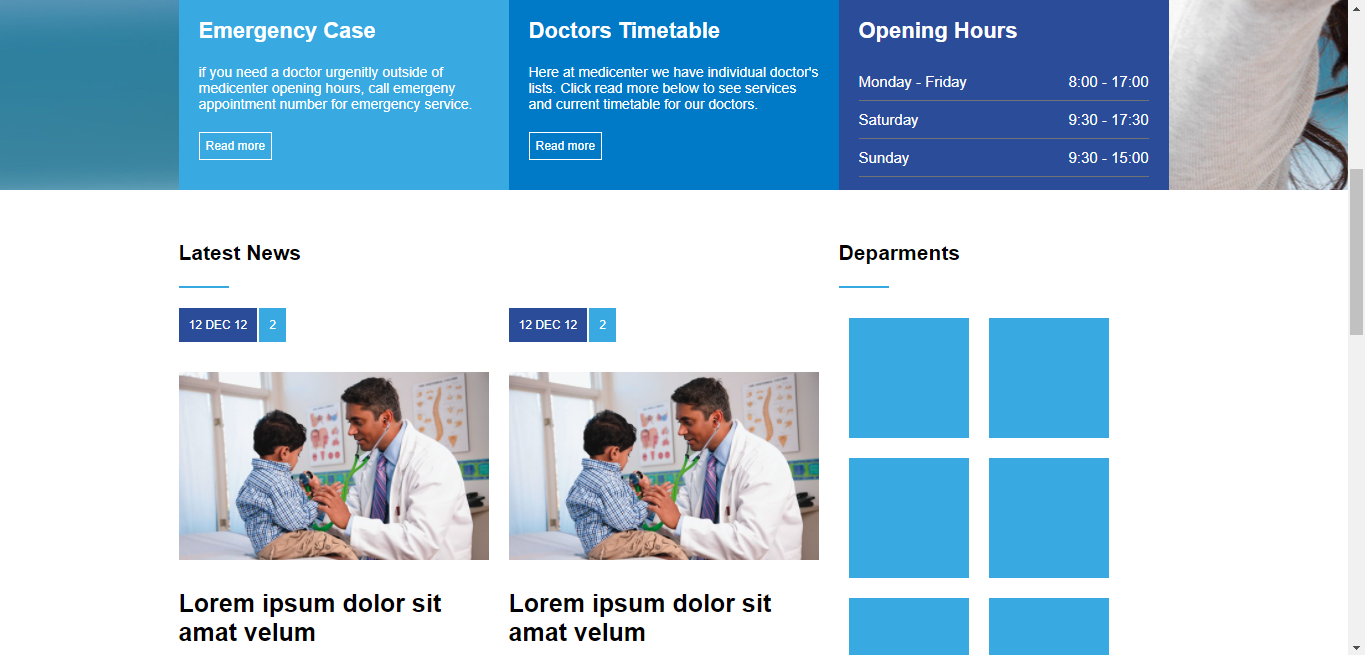 Emergency Case
if you need a doctor urgenitly outside of
medicenter opening hours, call emergeny
appointment number for emergency service.
Read more
Doctors Timetable
Here at medicenter we have individual doctor's
lists. Click read more below to see services
and current timetable for our doctors.
Read more
Opening Hours
Monday - Friday 8:00 - 17:00
Saturday 9:30 - 17:30
Sunday 9:30 - 15:00
Latest News
12 DEC 12 2
Lorem ipsum dolor sit
amat velum
12 DEC 12 2
Lorem ipsum dolor sit
amat velum
Deparments